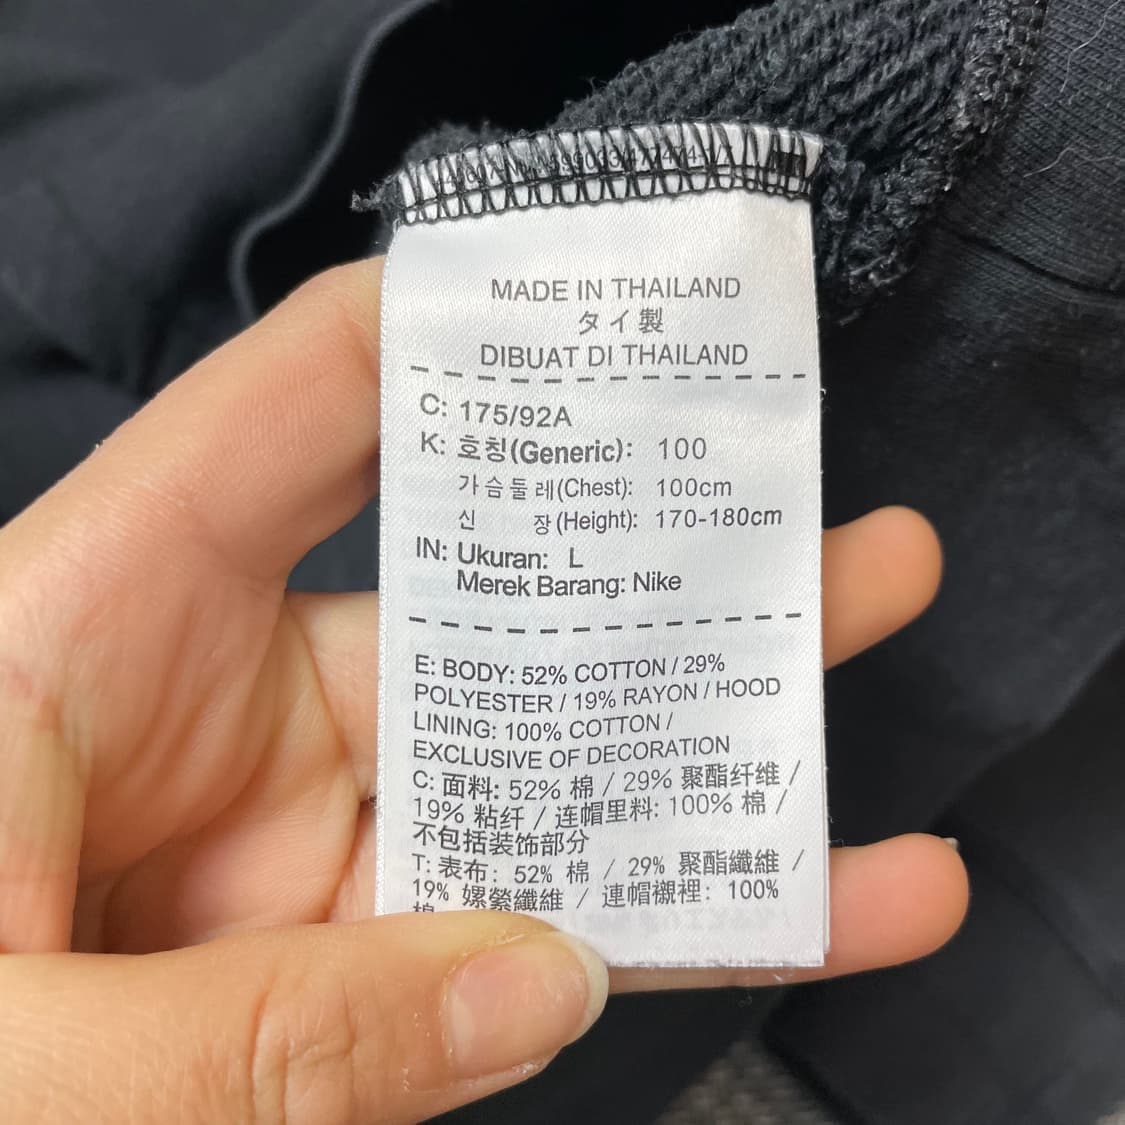 MADE IN THAILAND
タイ製
DIBUAT DI THAILAND
C: 175/92A
K: 호칭(Generic): 100
가슴둘레(Chest): 100cm
신 장(Height): 170-180cm
IN: Ukuran: L
Merek Barang: Nike
E: BODY: 52% COTTON / 29%
POLYESTER / 19% RAYON / HOOD
LINING: 100% COTTON /
EXCLUSIVE OF DECORATION
C: 面料: 52% 棉 / 29% 聚酯纤维 /
19% 粘纤 / 连帽里料: 100% 棉 /
不包括装饰部分
T: 表布: 52% 棉 / 29% 聚酯纖維 /
19% 嫘縈纖維 / 連帽襯裡: 100%